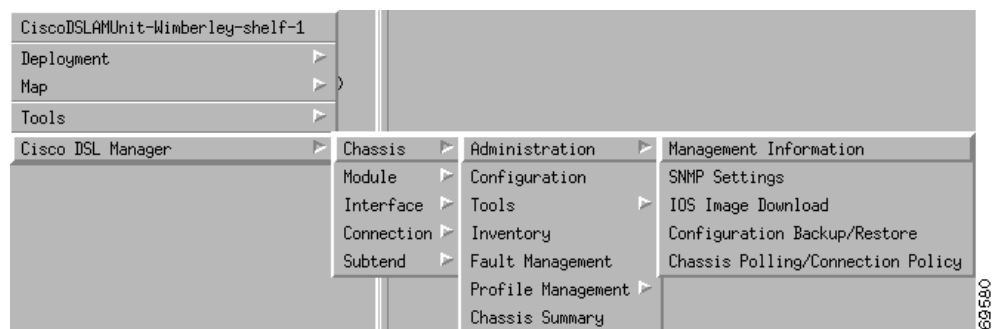 CiscoDSLAMUnit-Wimberley-shelf-1
Deployment
Map
)
Tools
Cisco DSL Manager
Chassis
Module
Interface
Connection
Subtend
Administration
Configuration
Tools
Inventory
Fault Management
Profile Management
Chassis Summary
Management Information
SNMP Settings
IOS Image Download
Configuration Backup/Restore
Chassis Polling/Connection Policy
69580